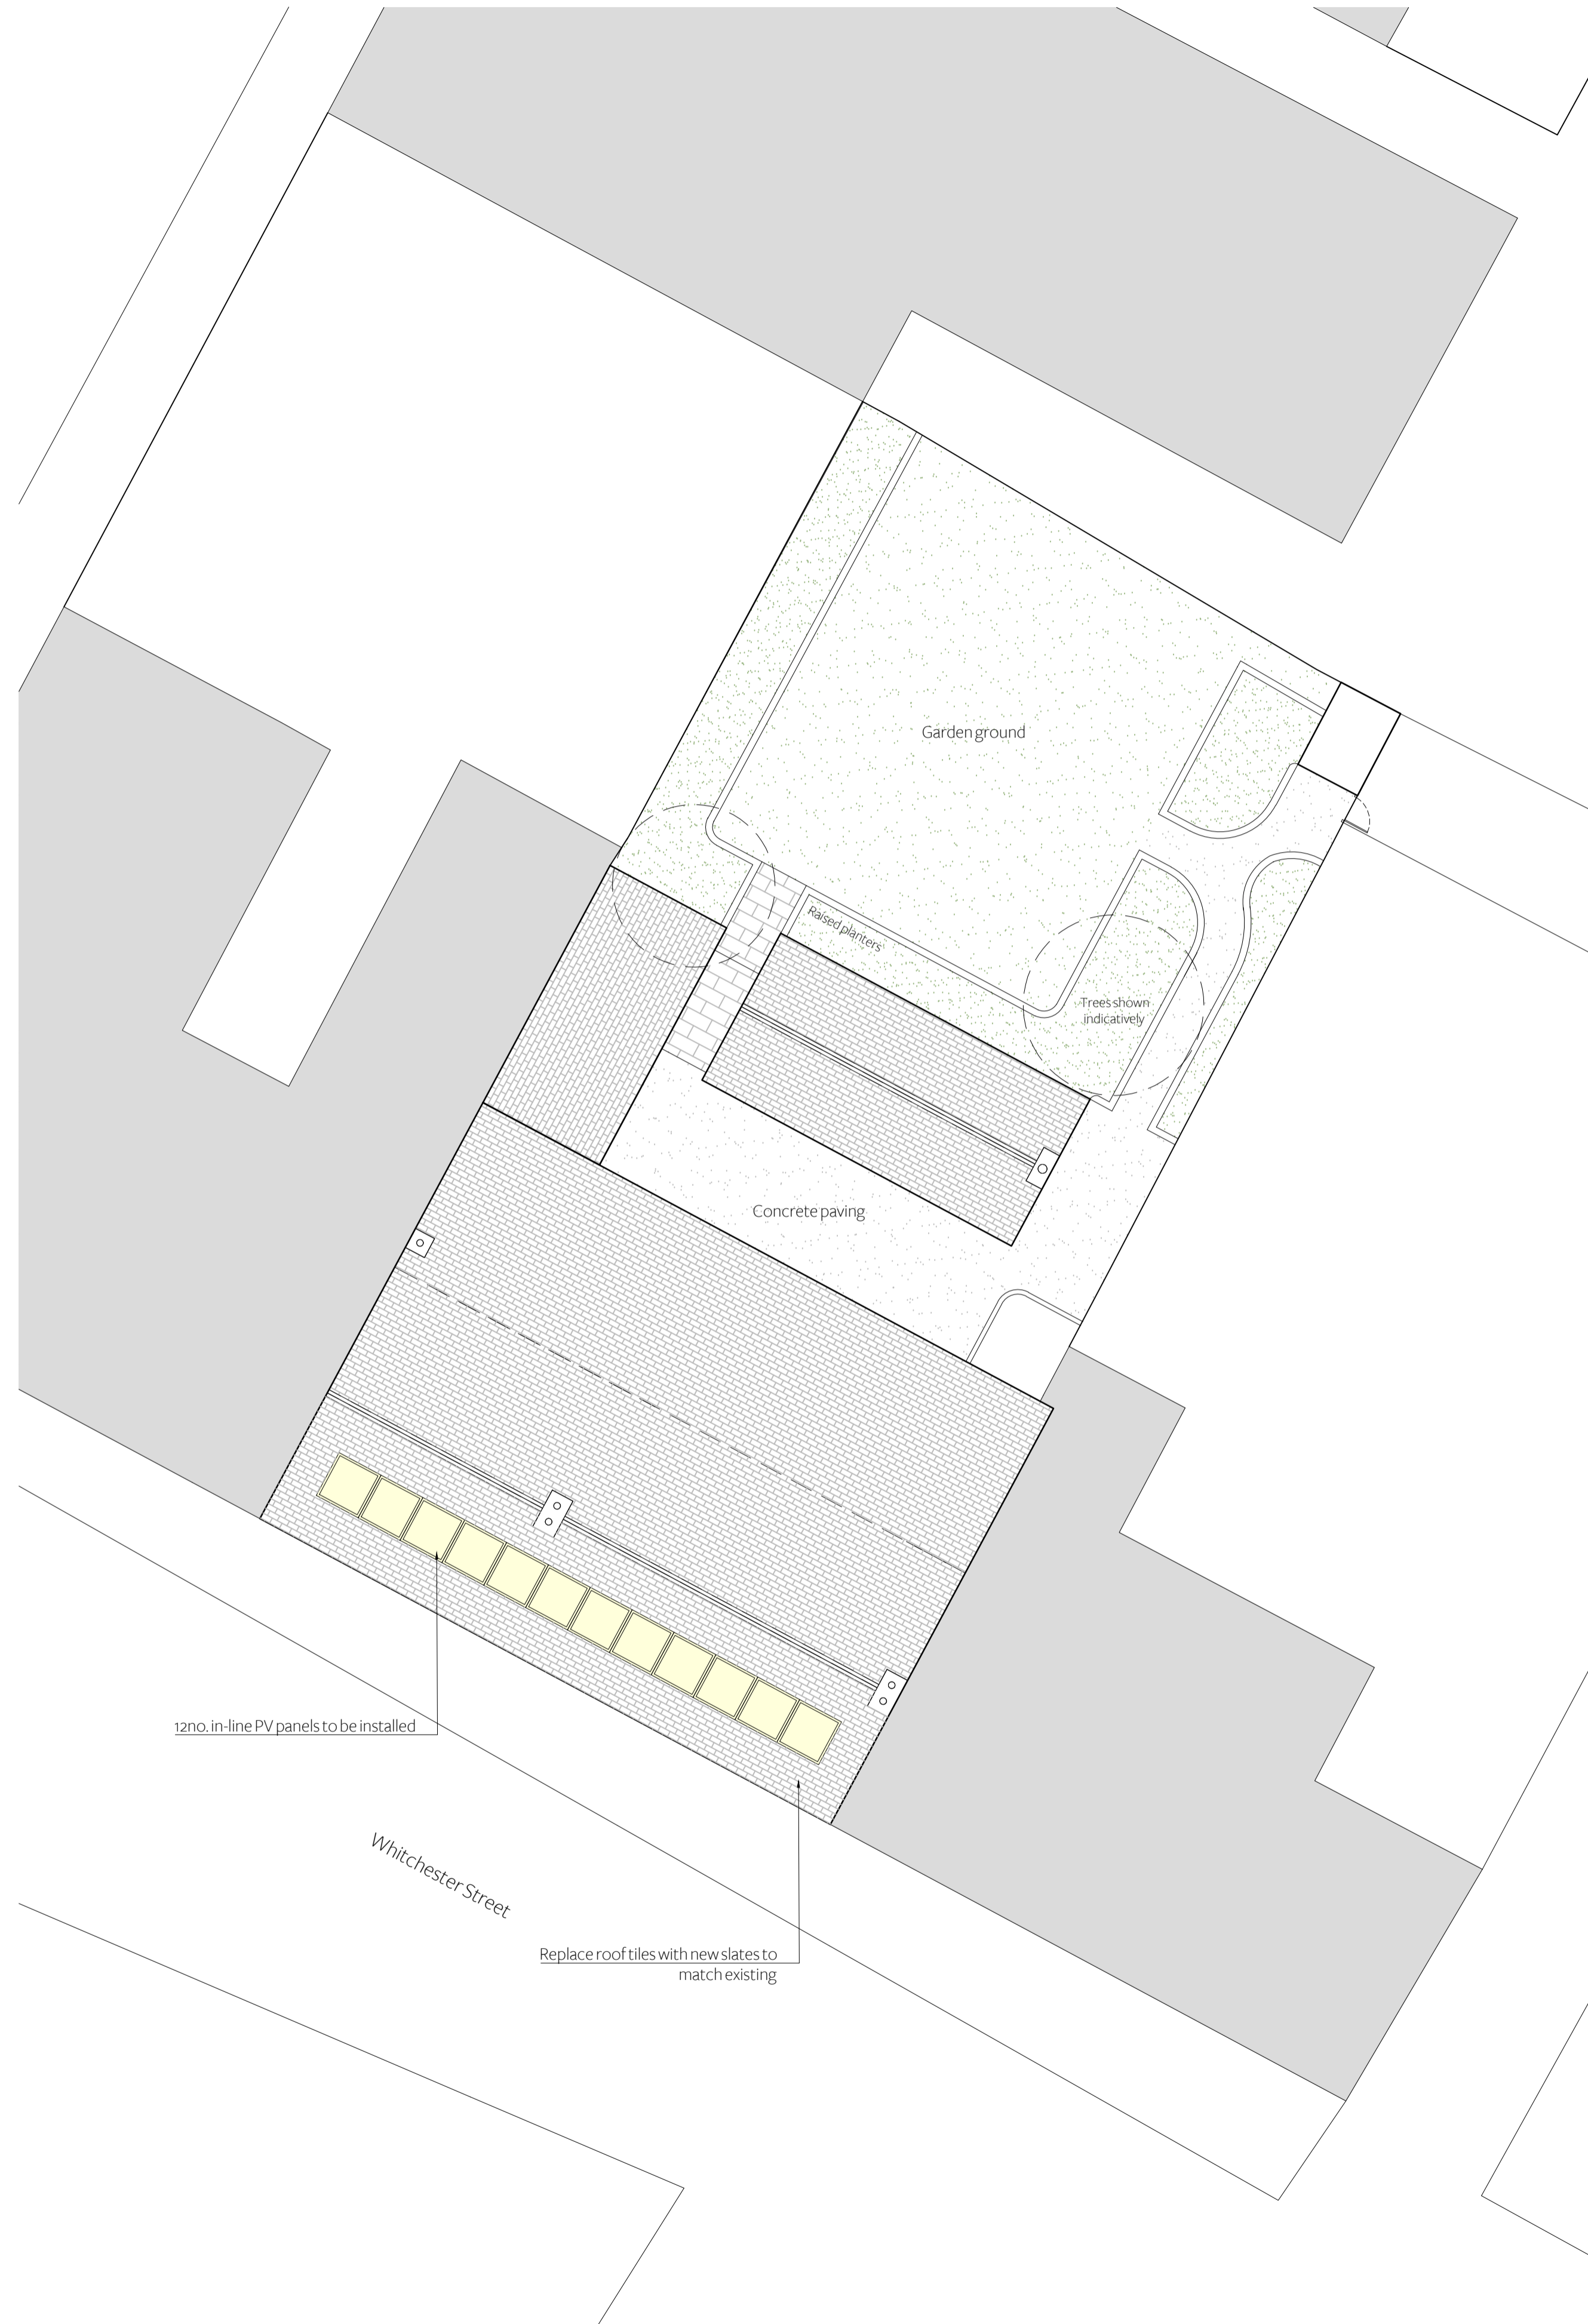 Garden ground
Raised planters
Trees shown
indicatively
Concrete paving
12no. in-line PV panels to be installed
Whitchester Street
Replace roof tiles with new slates to
match existing